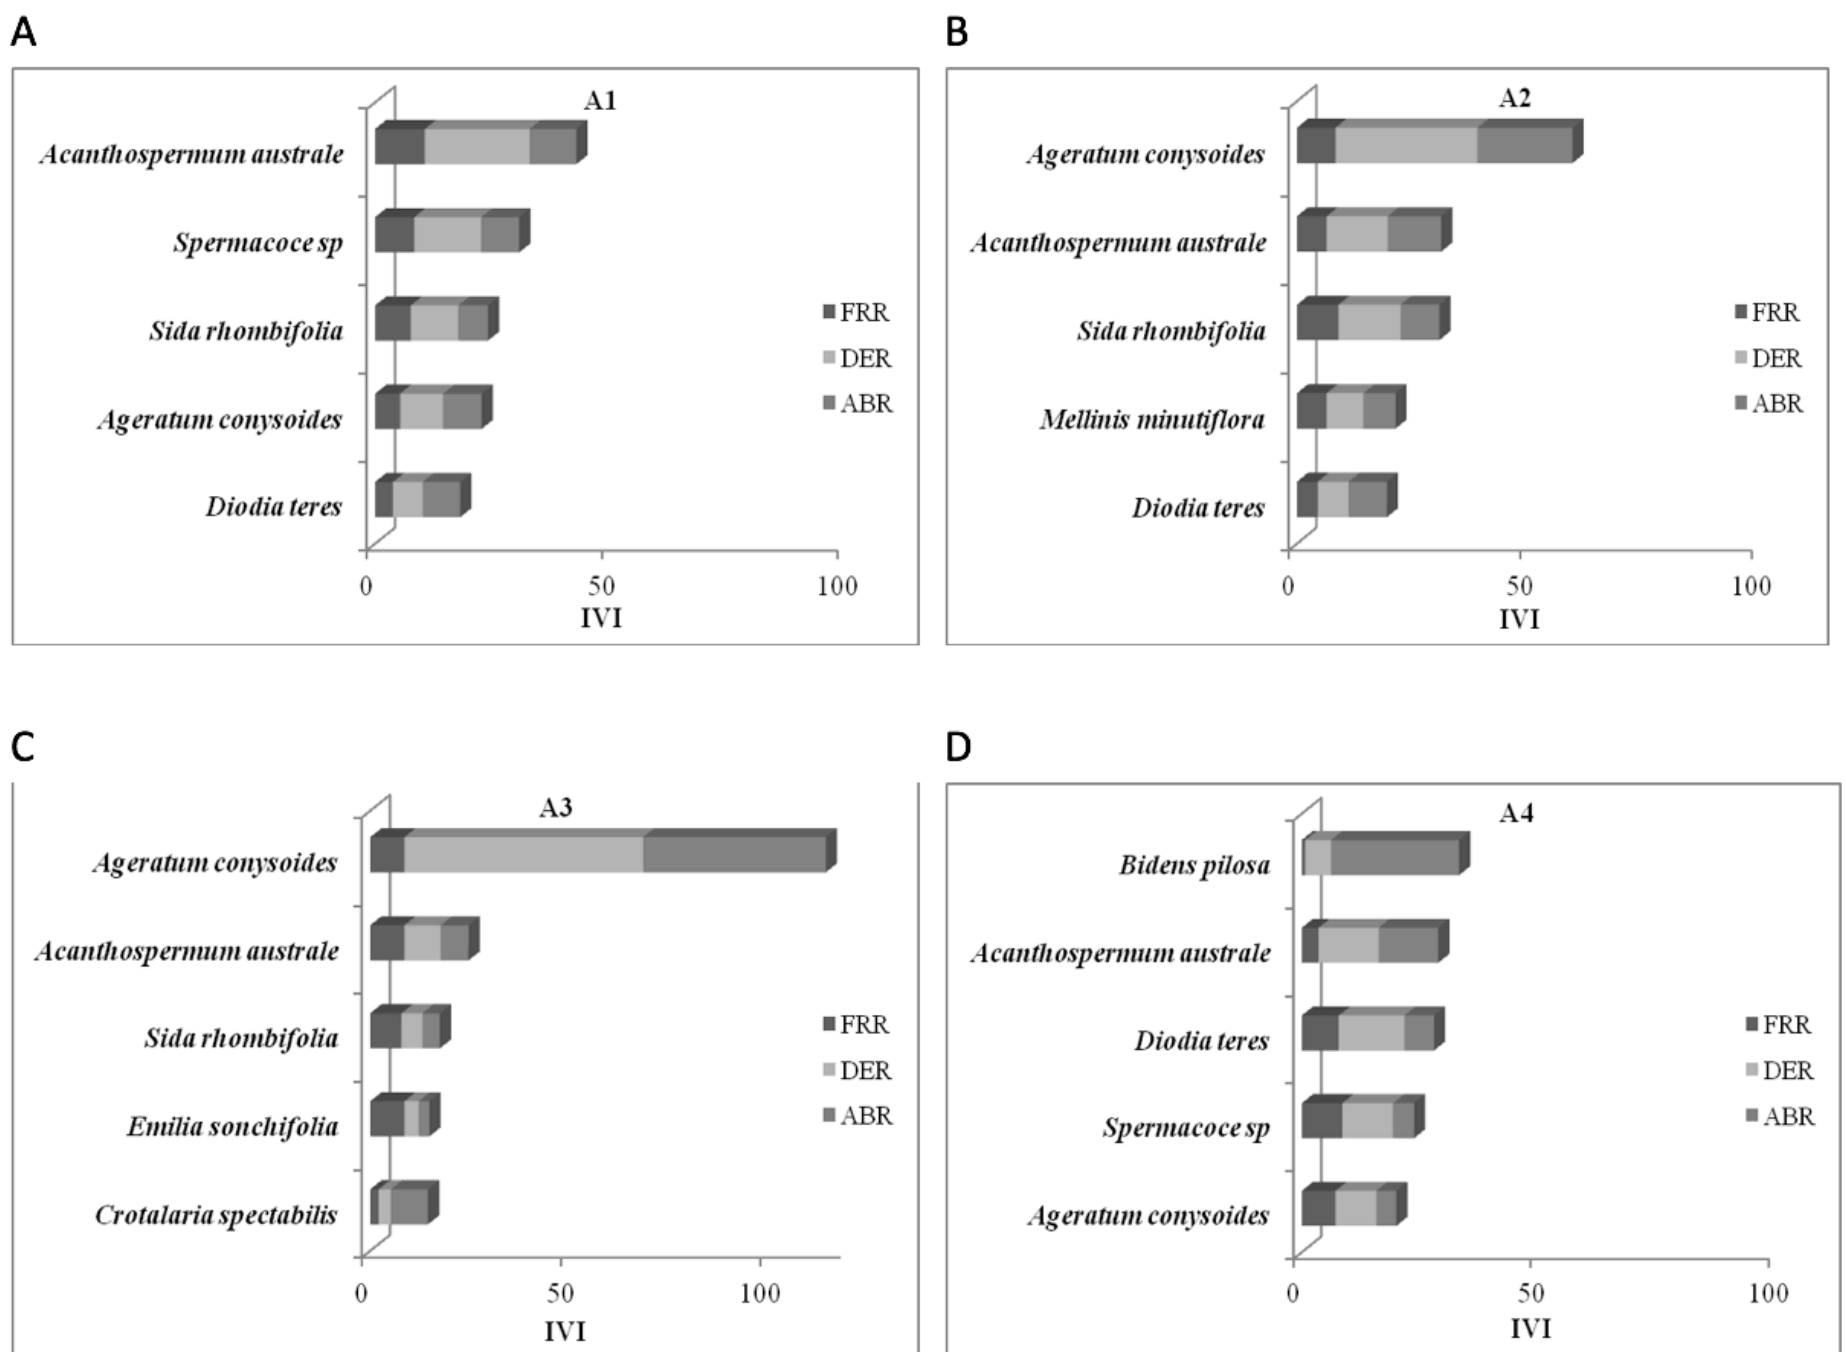 A
A1
Acanthospermum australe
Spermacoce sp
Sida rhombifolia
Ageratum conysoides
Diodia teres
FRR
DER
ABR
0 50 100
IVI
B
A2
Ageratum conysoides
Acanthospermum australe
Sida rhombifolia
Mellinis minutiflora
Diodia teres
FRR
DER
ABR
0 50 100
IVI
C
A3
Ageratum conysoides
Acanthospermum australe
Sida rhombifolia
Emilia sonchifolia
Crotalaria spectabilis
FRR
DER
ABR
0 50 100
IVI
D
A4
Bidens pilosa
Acanthospermum australe
Diodia teres
Spermacoce sp
Ageratum conysoides
FRR
DER
ABR
0 50 100
IVI